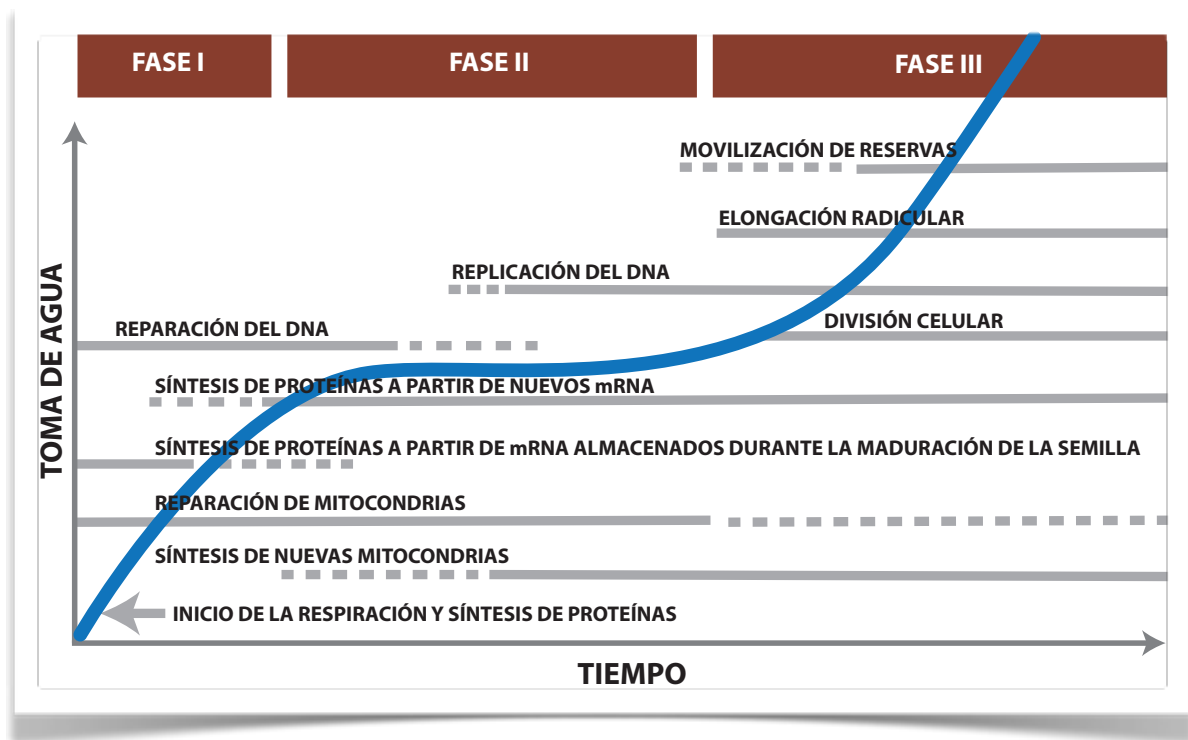 FASE I
FASE II
FASE III
MOVILIZACIÓN DE RESERVAS
ELONGACIÓN RADICULAR
REPLICACIÓN DEL DNA
DIVISIÓN CELULAR
REPARACIÓN DEL DNA
SÍNTESIS DE PROTEÍNAS A PARTIR DE NUEVOS mRNA
SÍNTESIS DE PROTEÍNAS A PARTIR DE mRNA ALMACENADOS DURANTE LA MADURACIÓN DE LA SEMILLA
REPARACIÓN DE MITOCONDRIAS
SÍNTESIS DE NUEVAS MITOCONDRIAS
INICIO DE LA RESPIRACIÓN Y SÍNTESIS DE PROTEÍNAS
TOMA DE AGUA
TIEMPO